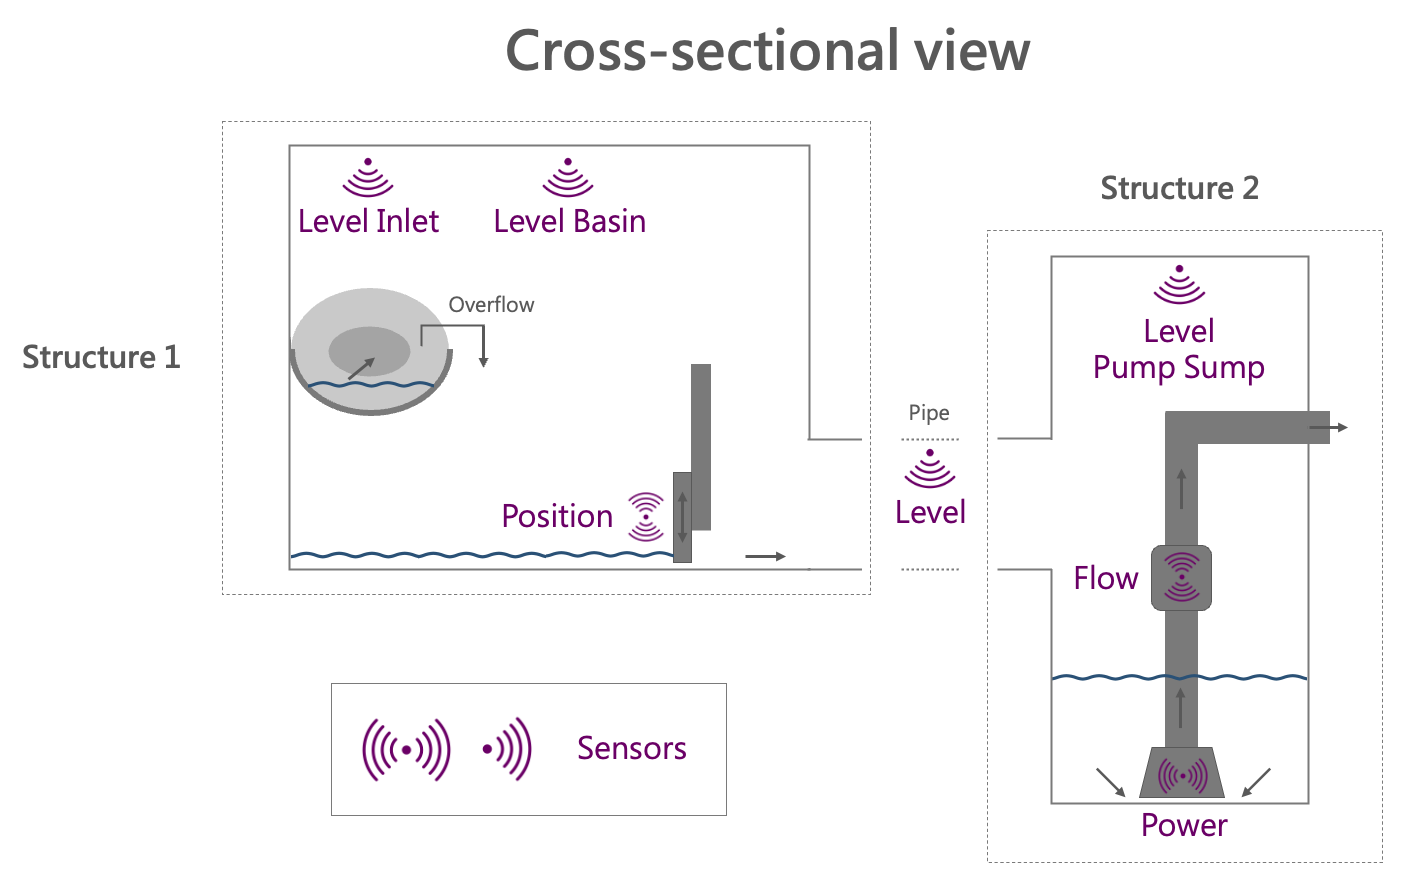 Cross-sectional view
Structure 1
Level Inlet
Level Basin
Overflow
Position
Pipe
Level
Structure 2
Level
Pump Sump
Flow
Power
Sensors